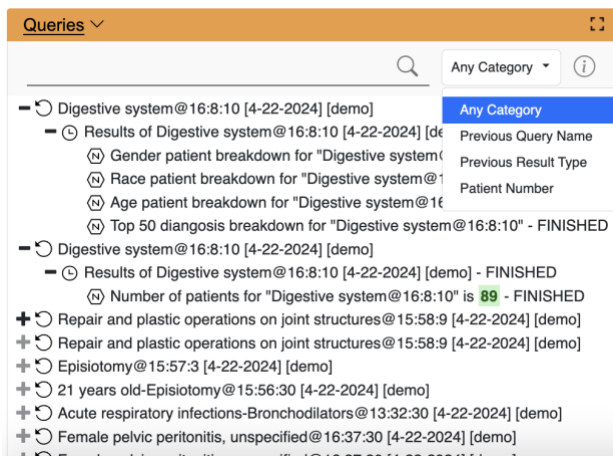 Queries
Any Category
Any Category
Previous Query Name
Previous Result Type
Patient Number
Digestive system@16:8:10 [4-22-2024] [demo]
Results of Digestive system@16:8:10 [4-22-2024]
Gender patient breakdown for "Digestive
Race patient breakdown for "Digestive
Age patient breakdown for "Digestive
Top 50 diangosis breakdown for "Digestive system@16:8:10" - FINISHED
Digestive system@16:8:10 [4-22-2024] [demo]
Results of Digestive system@16:8:10 [4-22-2024] [demo] - FINISHED
Number of patients for "Digestive system@16:8:10" is 89 - FINISHED
Repair and plastic operations on joint structures@15:58:9 [4-22-2024] [demo]
Repair and plastic operations on joint structures@15:58:9 [4-22-2024] [demo]
Episiotomy@15:57:3 [4-22-2024] [demo]
21 years old-Episiotomy@15:56:30 [4-22-2024] [demo]
Acute respiratory infections-Bronchodilators@13:32:30 [4-22-2024] [demo]
Female pelvic peritonitis, unspecified@16:37:30 [4-22-2024] [demo]